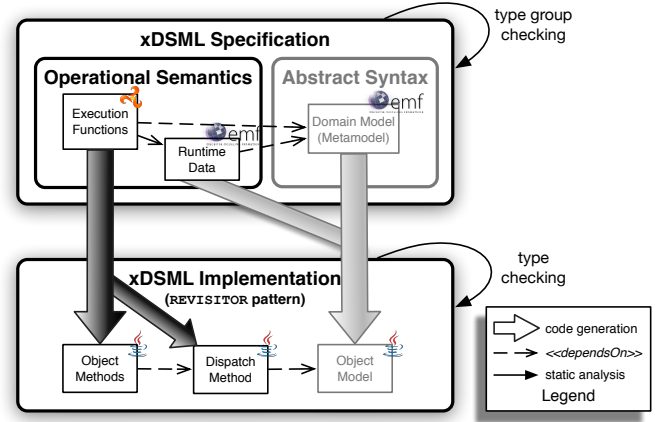 type group
checking
xDSML Specification
Operational Semantics
Abstract Syntax
Execution
Functions
emf
Domain Model
(Metamodel)
emf
Runtime
Data
xDSML Implementation
(REVISITOR pattern)
type
checking
Object
Methods
Dispatch
Method
Object
Model
code generation
<<dependsOn>>
static analysis
Legend